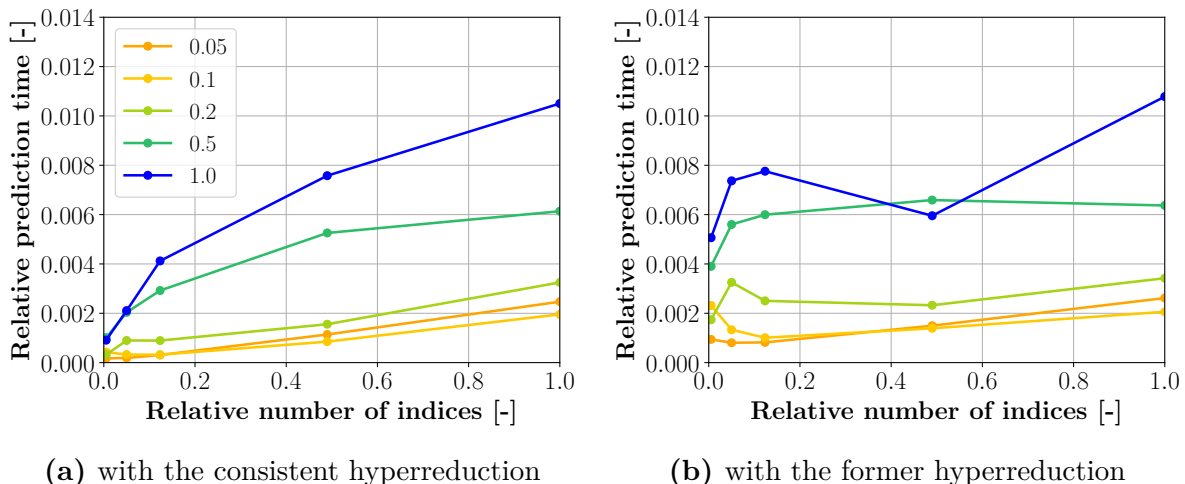 0.014
0.012
0.010
0.008
0.006
0.004
0.002
0.000
Relative prediction time [-]
0.05
0.1
0.2
0.5
1.0
0.0 0.2 0.4 0.6 0.8 1.0
Relative number of indices [-]
(a) with the consistent hyperreduction
0.014
0.012
0.010
0.008
0.006
0.004
0.002
0.000
Relative prediction time [-]
0.0 0.2 0.4 0.6 0.8 1.0
Relative number of indices [-]
(b) with the former hyperreduction